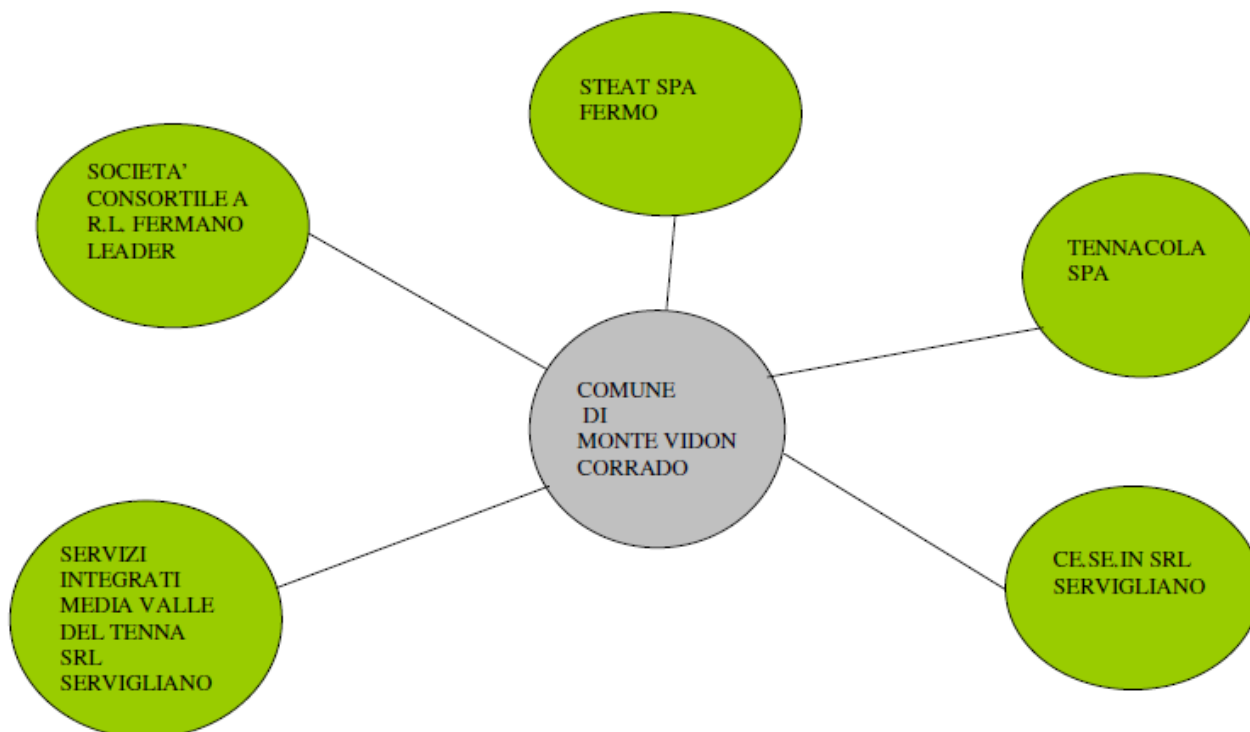 STEAT SPA
FERMO
SOCIETA’
CONSORTILE A
R.L. FERMANO
LEADER
TENNACOLA
SPA
COMUNE
DI
MONTE VIDON
CORRADO
SERVIZI
INTEGRATI
MEDIA VALLE
DEL TENNA
SRL
SERVIGLIANO
CE.SE.IN SRL
SERVIGLIANO